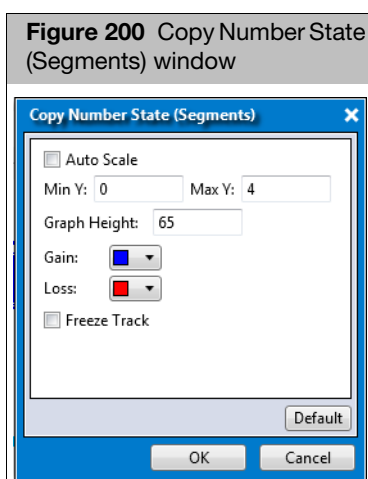 Figure 200 Copy Number State
(Segments) window
Copy Number State (Segments)
Auto Scale
Min Y: 0 Max Y: 4
Graph Height: 65
Gain:
Loss:
Freeze Track
Default
OK Cancel